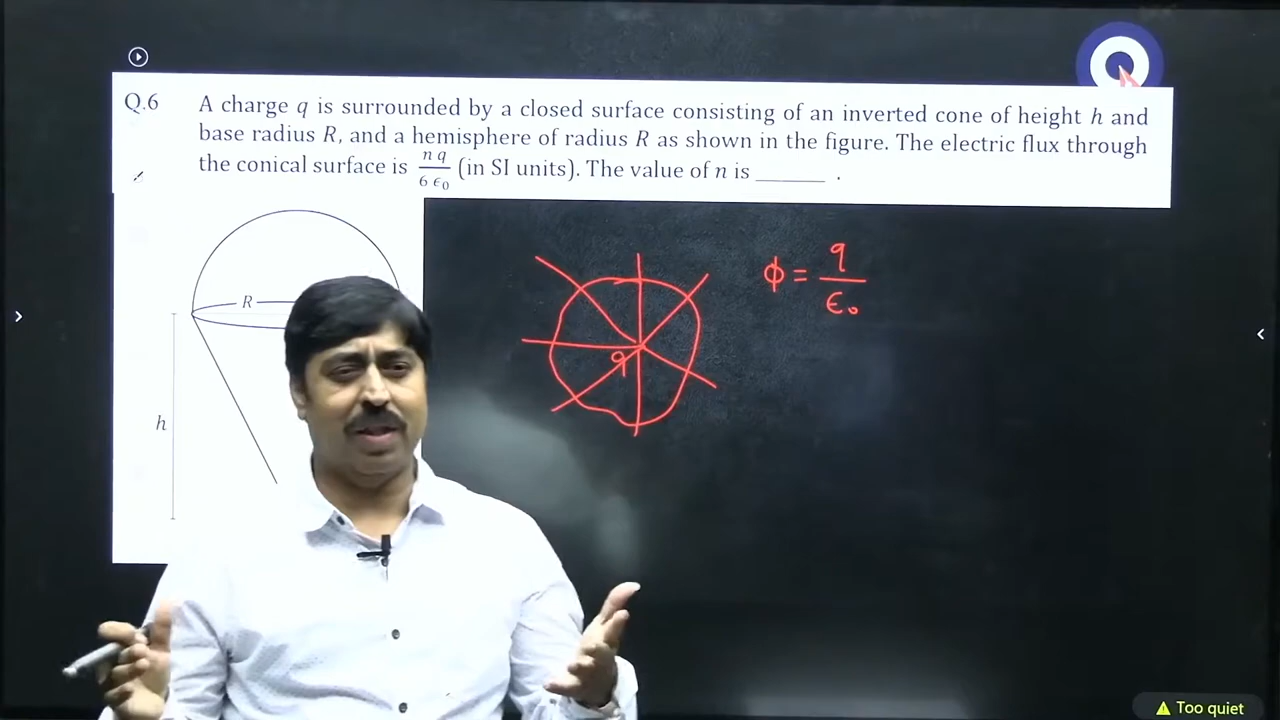 Q.6 A charge q is surrounded by a closed surface consisting of an inverted cone of height h and
base radius R, and a hemisphere of radius R as shown in the figure. The electric flux through
the conical surface is nq/6ϵ₀ (in SI units). The value of n is ______ .
R
h
q
ϕ = q/ϵ₀
Too quiet